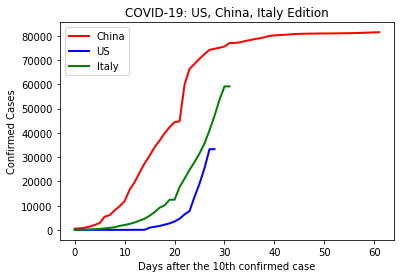 COVID-19: US, China, Italy Edition
China
US
Italy
Confirmed Cases
80000
70000
60000
50000
40000
30000
20000
10000
0
0 10 20 30 40 50 60
Days after the 10th confirmed case